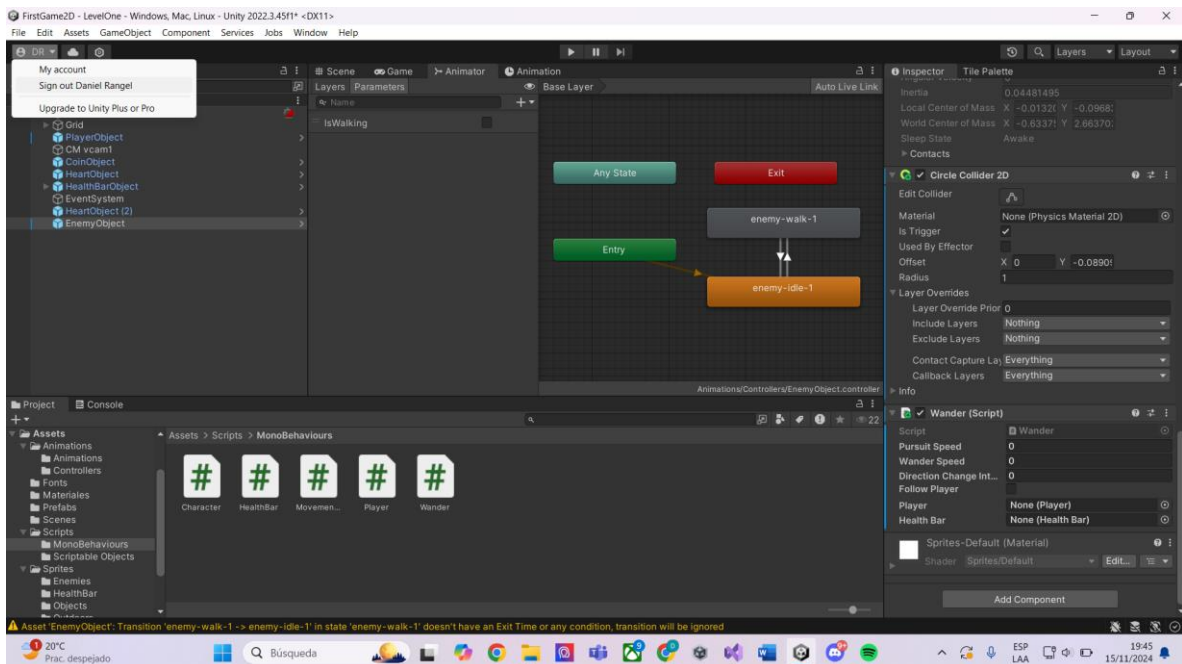 FirstGame2D - LevelOne - Windows, Mac, Linux - Unity 2022.3.45f1* <DX11>
File Edit Assets GameObject Component Services Jobs Window Help
DR
Layers
Layout
My account
Sign out Daniel Rangel
Upgrade to Unity Plus or Pro
Grid
PlayerObject
CM vcam1
CoinObject
HeartObject
HealthBarObject
EventSystem
HeartObject (2)
EnemyObject
Scene Game Animator Animation
Layers Parameters Base Layer Auto Live Link
Name
IsWalking
Any State
Exit
enemy-walk-1
Entry
enemy-idle-1
Animations/Controllers/EnemyObject.controller
Inspector Tile Palette
Inertia 0.04481495
Local Center of Mass X -0.0132( Y -0.0968:
World Center of Mass X -0.6337! Y 2.66370:
Sleep State Awake
Contacts
Circle Collider 2D
Edit Collider
Material None (Physics Material 2D)
Is Trigger
Used By Effector
Offset X 0 Y -0.0890!
Radius 1
Layer Overrides
Layer Override Prior 0
Include Layers Nothing
Exclude Layers Nothing
Contact Capture La Everything
Callback Layers Everything
Info
Wander (Script)
Script Wander
Pursuit Speed 0
Wander Speed 0
Direction Change Int... 0
Follow Player
Player None (Player)
Health Bar None (Health Bar)
Sprites-Default (Material)
Shader Sprites/Default Edit...
Add Component
Project Console
22
Assets
Animations
Animations
Controllers
Fonts
Materiales
Prefabs
Scenes
Scripts
MonoBehaviours
Scriptable Objects
Sprites
Enemies
HealthBar
Objects
Assets > Scripts > MonoBehaviours
Character HealthBar Movemen... Player Wander
Asset 'EnemyObject': Transition 'enemy-walk-1 -> enemy-idle-1' in state 'enemy-walk-1' doesn't have an Exit Time or any condition, transition will be ignored
20°C
Prac. despejado
Búsqueda
ESP
LAA
19:45
15/11/2024